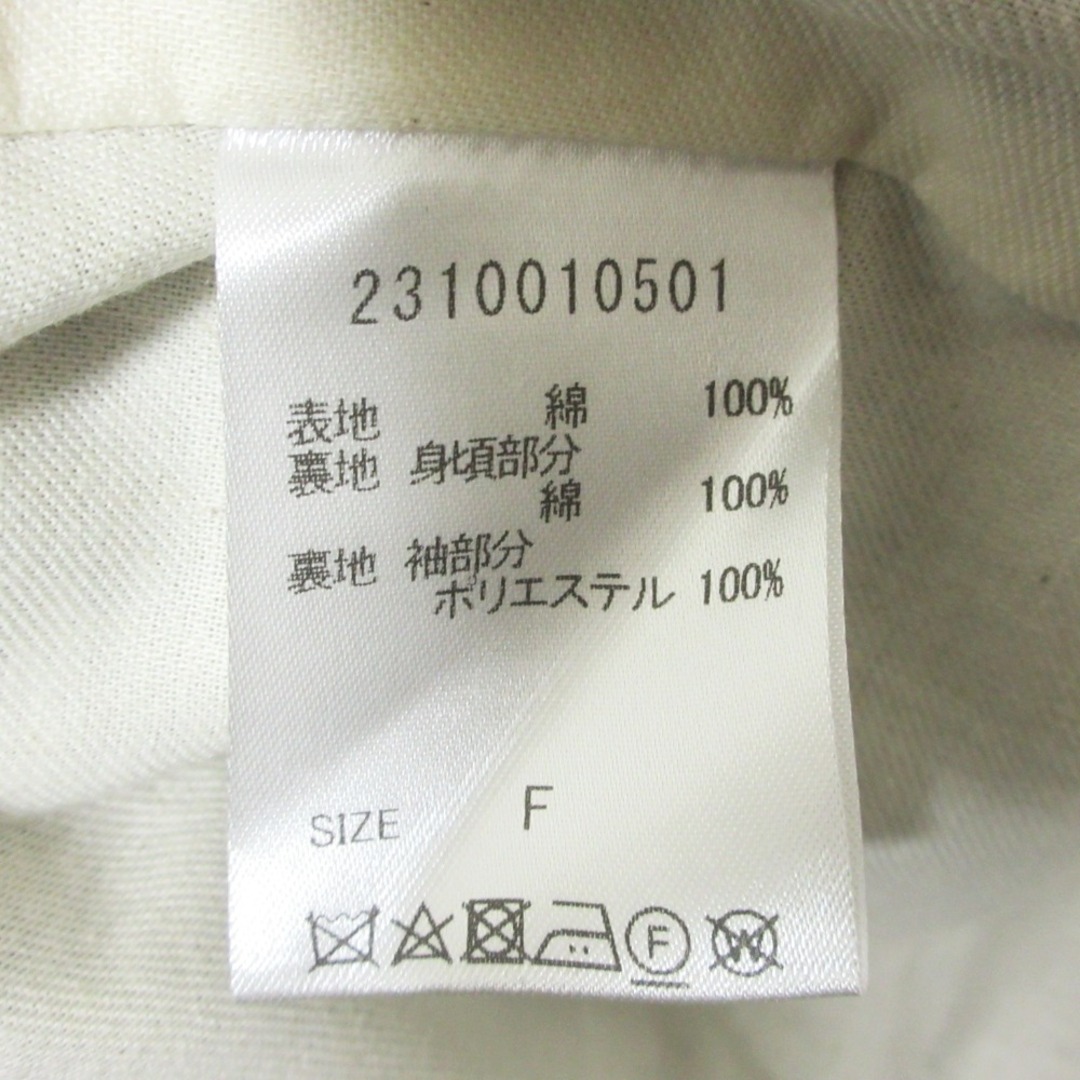 2310010501
表地 綿 100%
裏地 身頃部分
綿 100%
裏地 袖部分
ポリエステル 100%
SIZE F
F W